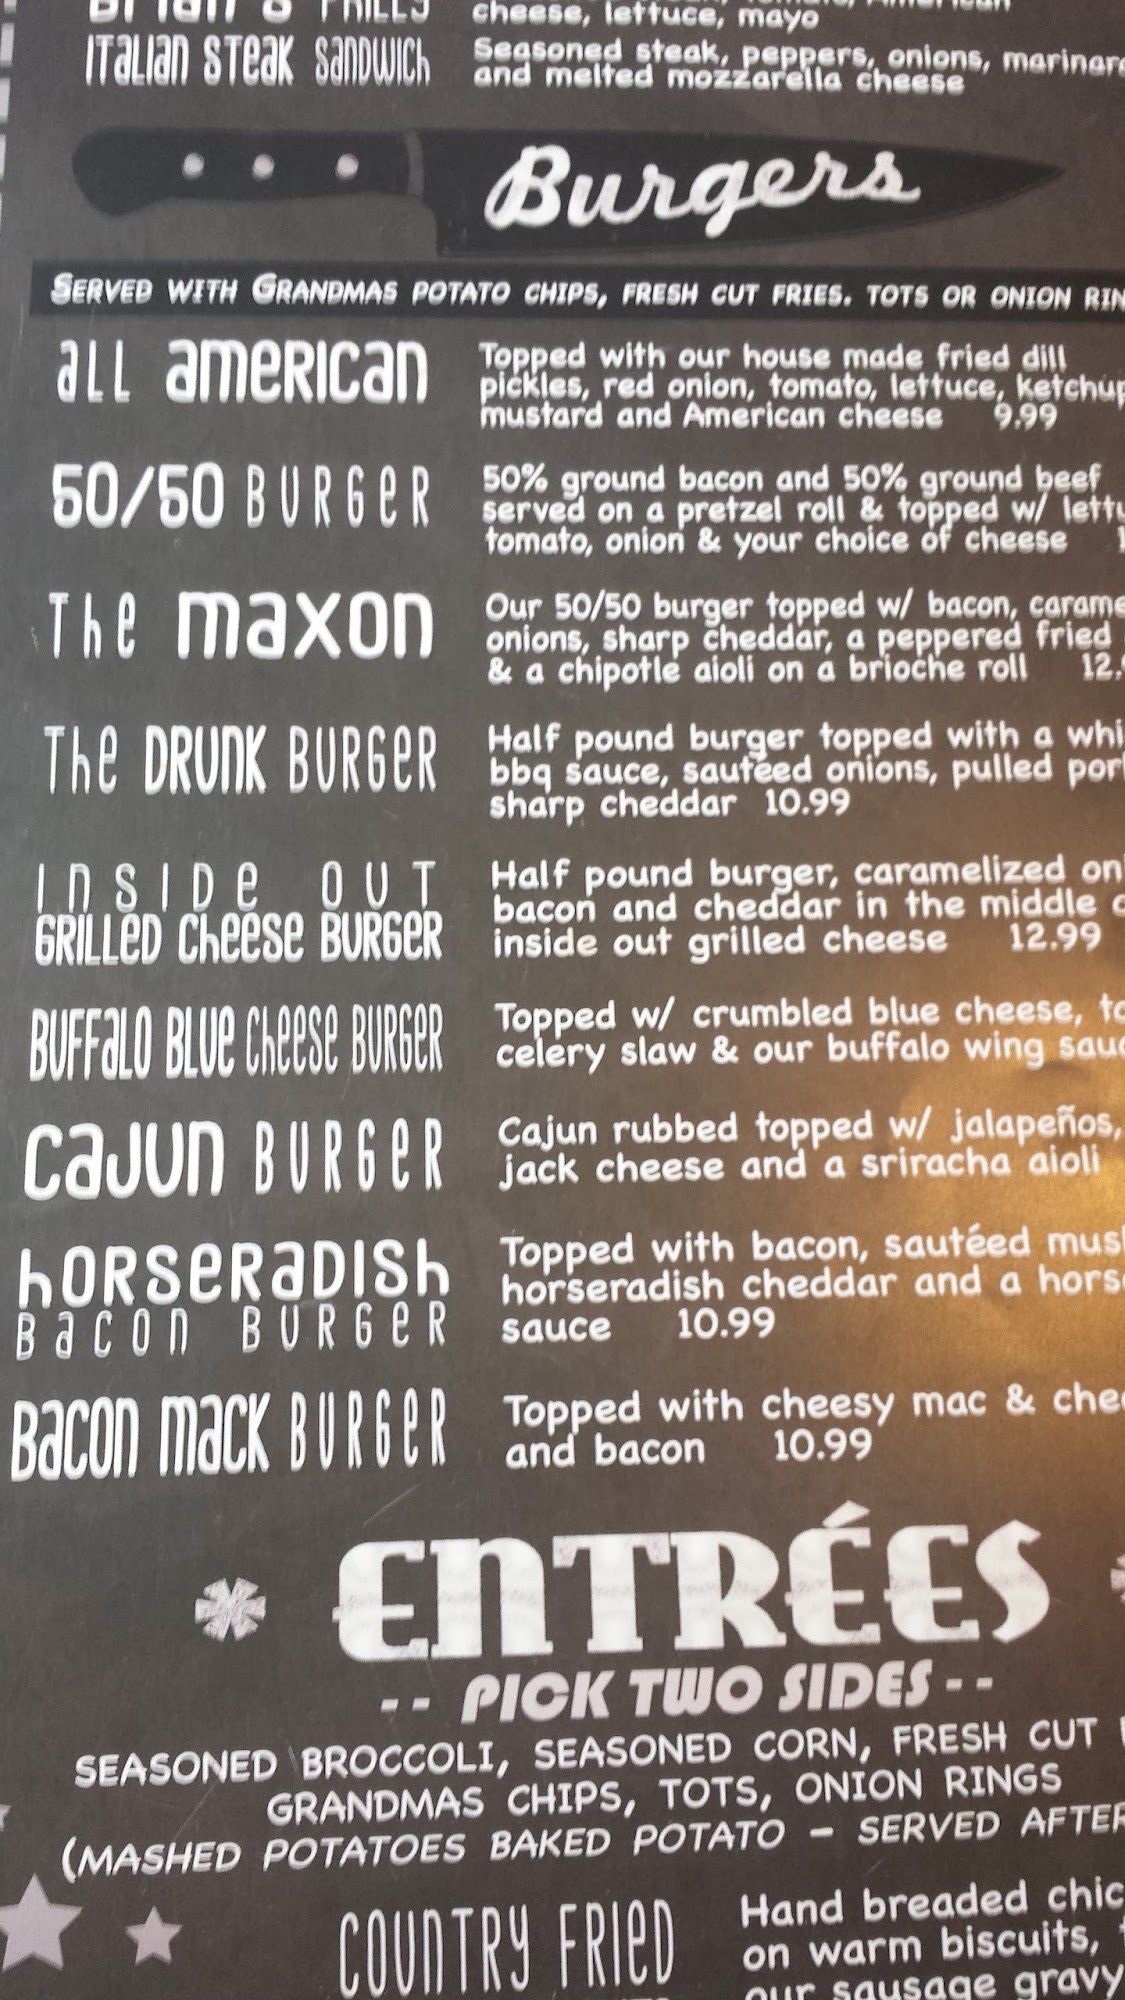 Brian's Philly
cheese, lettuce, mayo
Italian Steak Sandwich
Seasoned steak, peppers, onions,
and melted mozzarella cheese
Burgers
Served with Grandmas potato chips, fresh cut fries. tots or onion
all american
Topped with our house made fried dill
pickles, red onion, tomato, lettuce,
mustard and American cheese 9.99
50/50 BURGER
50% ground bacon and 50% ground beef
served on a pretzel roll & topped w/
tomato, onion & your choice of cheese
The maxon
Our 50/50 burger topped w/ bacon,
onions, sharp cheddar, a peppered fried
& a chipotle aioli on a brioche roll
The DRUNK BURGER
Half pound burger topped with a
bbq sauce, sautéed onions, pulled
sharp cheddar 10.99
INSIDE OUT
GRILLED Cheese BURGER
Half pound burger, caramelized
bacon and cheddar in the middle
inside out grilled cheese 12.99
BUFFALO BLUE Cheese BURGER
Topped w/ crumbled blue cheese,
celery slaw & our buffalo wing
CAJUN BURGER
Cajun rubbed topped w/ jalapeños,
jack cheese and a sriracha aioli
hORSERADISh
BACON BURGER
Topped with bacon, sautéed
horseradish cheddar and a
sauce 10.99
BACON MACK BURGER
Topped with cheesy mac &
and bacon 10.99
* ENTRÉES
-- PICK TWO SIDES --
SEASONED BROCCOLI, SEASONED CORN, FRESH CUT
GRANDMAS CHIPS, TOTS, ONION RINGS
(MASHED POTATOES BAKED POTATO – SERVED AFTER
COUNTRY FRIED
Hand breaded
on warm biscuits,
our sausage gravy